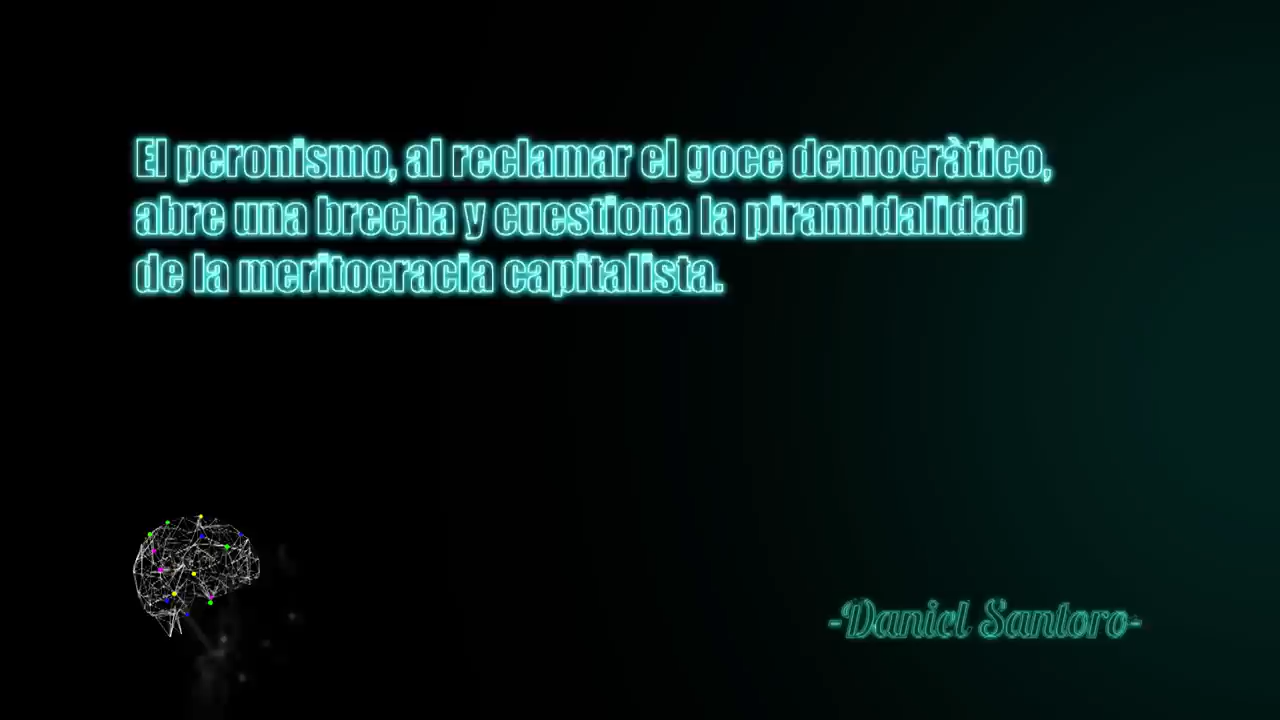 El peronismo, al reclamar el goce democràtico,
abre una brecha y cuestiona la piramidalidad
de la meritocracia capitalista.
-Daniel Santoro-